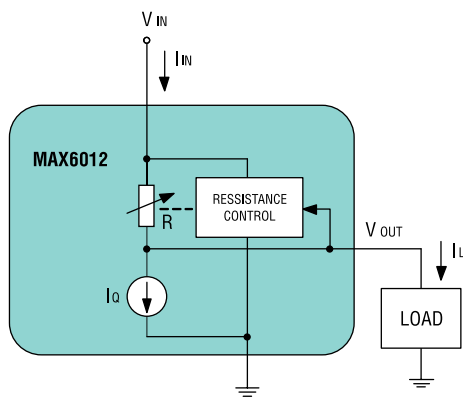 V IN
I IN
MAX6012
RESSISTANCE
CONTROL
R
V OUT
I L
I Q
LOAD